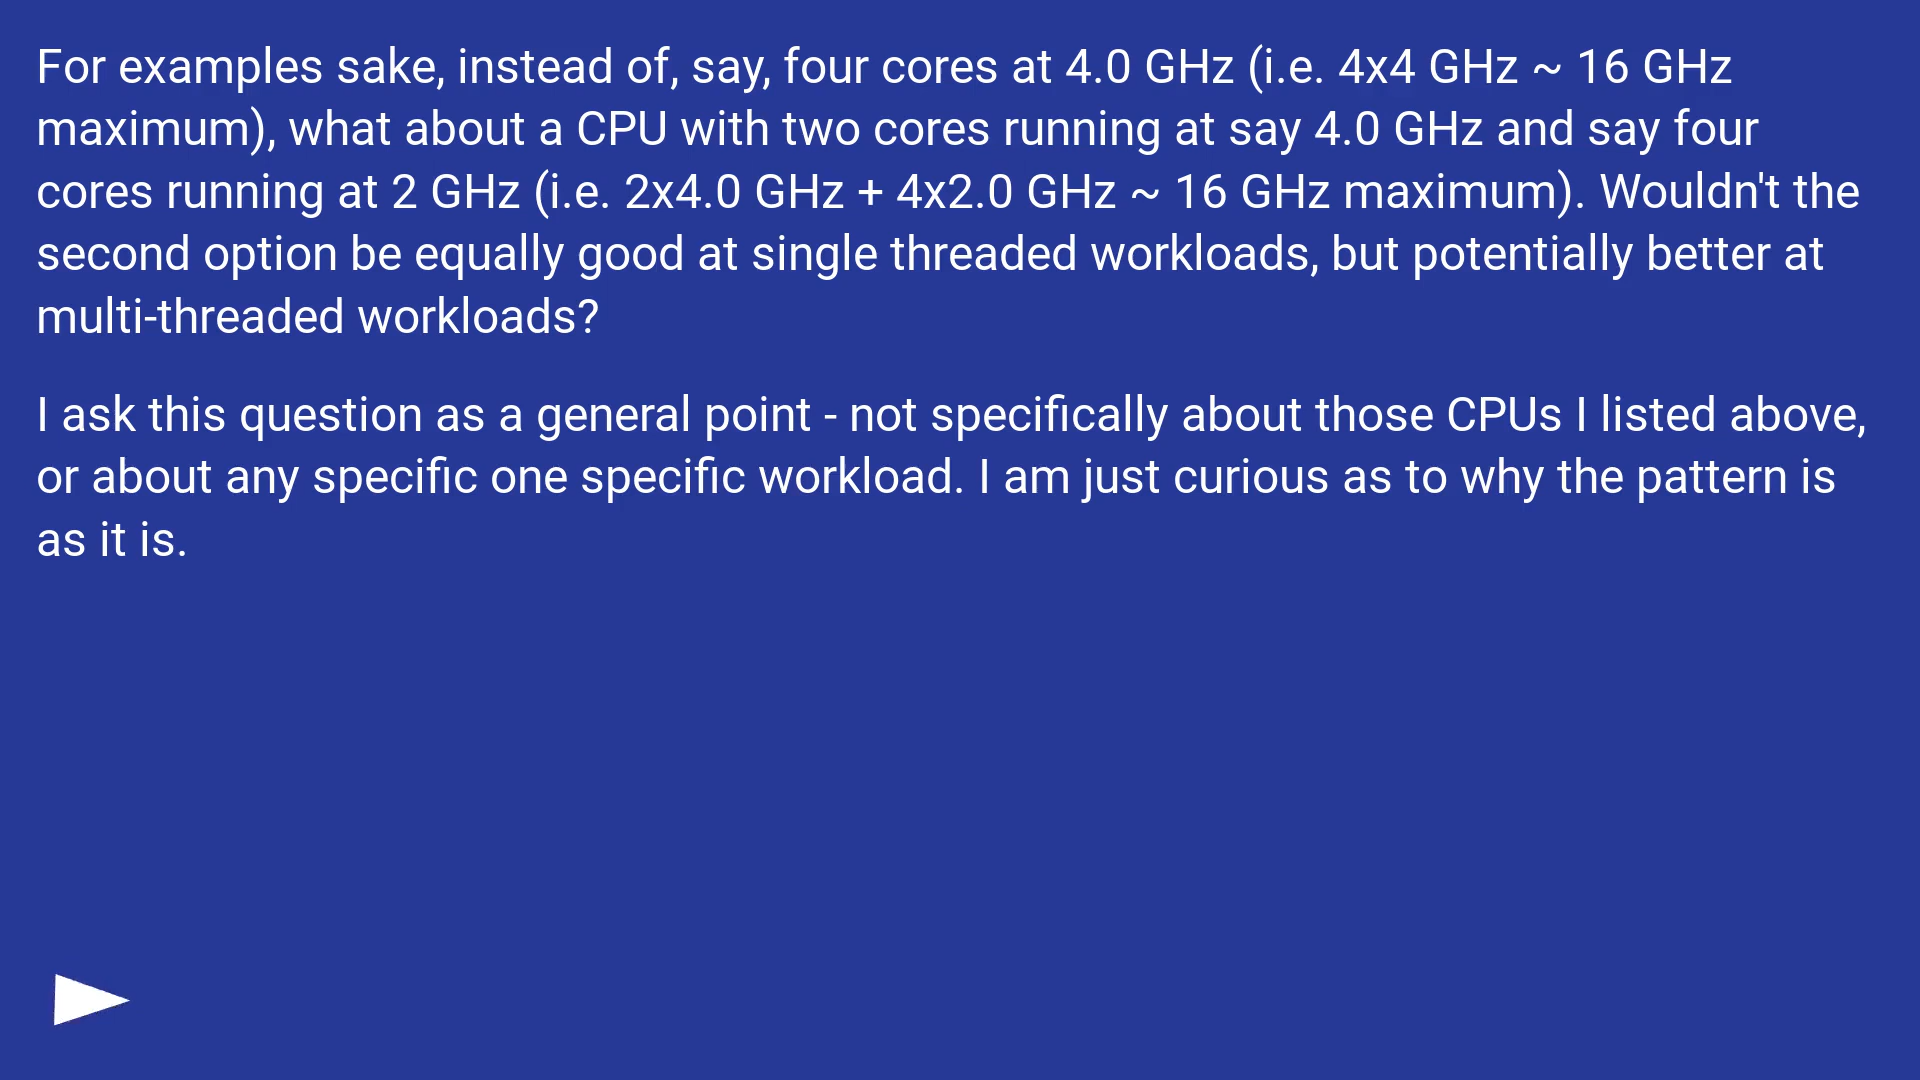 For examples sake, instead of, say, four cores at 4.0 GHz (i.e. 4x4 GHz ~ 16 GHz
maximum), what about a CPU with two cores running at say 4.0 GHz and say four
cores running at 2 GHz (i.e. 2x4.0 GHz + 4x2.0 GHz ~ 16 GHz maximum). Wouldn't the
second option be equally good at single threaded workloads, but potentially better at
multi-threaded workloads?
I ask this question as a general point - not specifically about those CPUs I listed above,
or about any specific one specific workload. I am just curious as to why the pattern is
as it is.